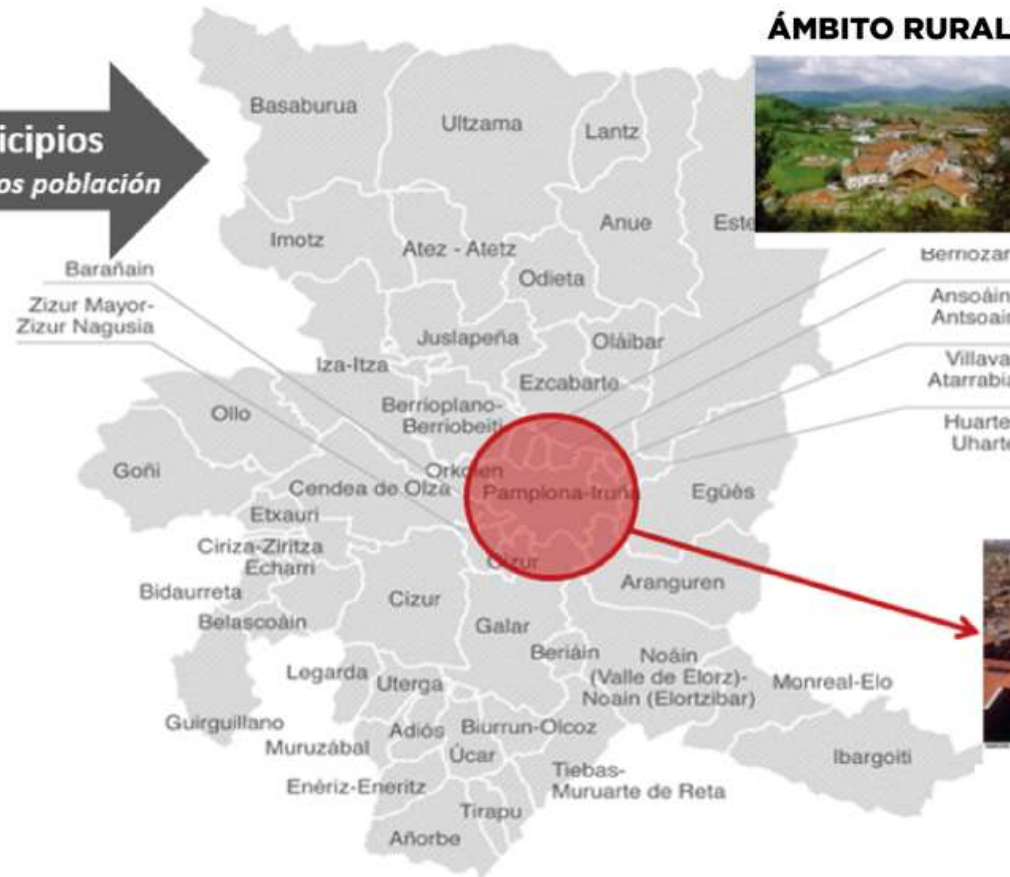 ÁMBITO RURAL
icipios
os población
Basaburua
Ultzama
Lantz
Imotz
Atez - Atetz
Anue
Este
Odieta
Barañain
Zizur Mayor-
Zizur Nagusia
Berriozar
Ansoáin
Antsoain
Villava
Atarrabia
Huarte
Uharte
Juslapeña
Oláibar
Iza-Itza
Ezcabarte
Berrioplano-
Berriobeiti
Ollo
Goñi
Orkoien
Cendea de Olza
Pamplona-Iruña
Egüés
Etxauri
Ciriza-Ziritza
Echarri
Cizur
Bidaurreta
Aranguren
Cizur
Belascoáin
Galar
Beriáin
Noáin
(Valle de Elorz)-
Noain (Elortzibar)
Monreal-Elo
Legarda
Uterga
Guirguillano
Adiós
Biurrun-Olcoz
Muruzábal
Úcar
Ibargoiti
Enériz-Eneritz
Tiebas-
Muruarte de Reta
Tirapu
Añorbe